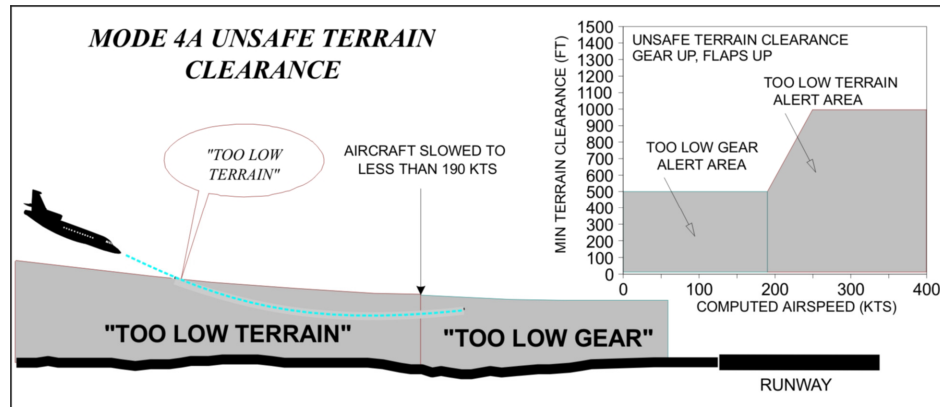 MODE 4A UNSAFE TERRAIN
CLEARANCE
"TOO LOW
TERRAIN"
AIRCRAFT SLOWED TO
LESS THAN 190 KTS
"TOO LOW TERRAIN"
"TOO LOW GEAR"
RUNWAY
MIN TERRAIN CLEARANCE (FT)
1500
1400
1300
1200
1100
1000
900
800
700
600
500
400
300
200
100
0
UNSAFE TERRAIN CLEARANCE
GEAR UP, FLAPS UP
TOO LOW TERRAIN
ALERT AREA
TOO LOW GEAR
ALERT AREA
0 100 200 300 400
COMPUTED AIRSPEED (KTS)